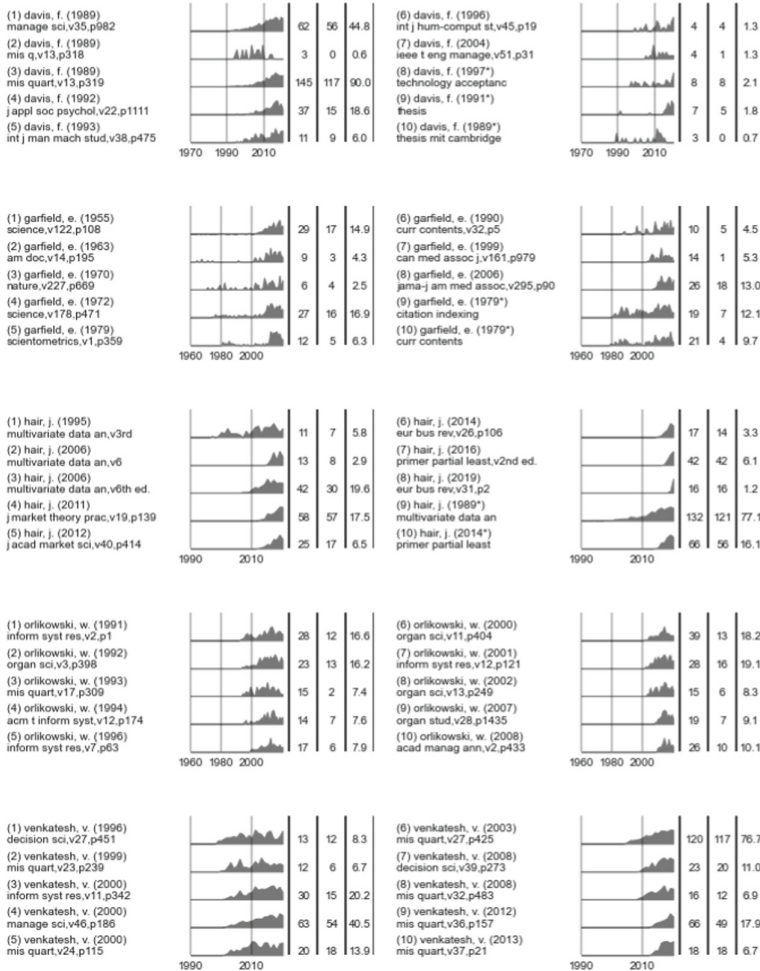 (1) davis, f. (1989)
manage sci,v35,p982 62 56 44.8
(2) davis, f. (1989)
mis q,v13,p318 3 0 0.6
(3) davis, f. (1989)
mis quart,v13,p319 145 117 90.0
(4) davis, f. (1992)
j appl soc psychol,v22,p1111 37 15 18.6
(5) davis, f. (1993)
int j man mach stud,v38,p475 11 9 6.0
1970 1990 2010
(6) davis, f. (1996)
int j hum-comput st,v45,p19 4 4 1.3
(7) davis, f. (2004)
ieee t eng manage,v51,p31 4 1 1.3
(8) davis, f. (1997*)
technology acceptanc 8 8 2.1
(9) davis, f. (1991*)
thesis 7 5 1.8
(10) davis, f. (1989*)
thesis mit cambridge 3 0 0.7
1970 1990 2010
(1) garfield, e. (1955)
science,v122,p108 29 17 14.9
(2) garfield, e. (1963)
am doc,v14,p195 9 3 4.3
(3) garfield, e. (1970)
nature,v227,p669 6 4 2.5
(4) garfield, e. (1972)
science,v178,p471 27 16 16.9
(5) garfield, e. (1979)
scientometrics,v1,p359 12 5 6.3
1960 1980 2000
(6) garfield, e. (1990)
curr contents,v32,p5 10 5 4.5
(7) garfield, e. (1999)
can med assoc j,v161,p979 14 1 5.3
(8) garfield, e. (2006)
jama-j am med assoc,v295,p90 26 18 13.0
(9) garfield, e. (1979*)
citation indexing 19 7 12.1
(10) garfield, e. (1979*)
curr contents 21 4 9.7
1960 1980 2000
(1) hair, j. (1995)
multivariate data an,v3rd 11 7 5.8
(2) hair, j. (2006)
multivariate data an,v6 13 8 2.9
(3) hair, j. (2006)
multivariate data an,v6th ed. 42 30 19.6
(4) hair, j. (2011)
j market theory prac,v19,p139 58 57 17.5
(5) hair, j. (2012)
j acad market sci,v40,p414 25 17 6.5
1990 2010
(6) hair, j. (2014)
eur bus rev,v26,p106 17 14 3.3
(7) hair, j. (2016)
primer partial least,v2nd ed. 42 42 6.1
(8) hair, j. (2019)
eur bus rev,v31,p2 16 16 1.2
(9) hair, j. (1989*)
multivariate data an 132 121 77.1
(10) hair, j. (2014*)
primer partial least 66 56 16.1
1990 2010
(1) orlikowski, w. (1991)
inform syst res,v2,p1 28 12 16.6
(2) orlikowski, w. (1992)
organ sci,v3,p398 23 13 16.2
(3) orlikowski, w. (1993)
mis quart,v17,p309 15 2 7.4
(4) orlikowski, w. (1994)
acm t inform syst,v12,p174 14 7 7.6
(5) orlikowski, w. (1996)
inform syst res,v7,p63 17 6 7.9
1960 1980 2000
(6) orlikowski, w. (2000)
organ sci,v11,p404 39 13 18.2
(7) orlikowski, w. (2001)
inform syst res,v12,p121 28 16 19.1
(8) orlikowski, w. (2002)
organ sci,v13,p249 15 6 8.3
(9) orlikowski, w. (2007)
organ stud,v28,p1435 19 7 9.1
(10) orlikowski, w. (2008)
acad manag ann,v2,p433 26 10 10.1
1960 1980 2000
(1) venkatesh, v. (1996)
decision sci,v27,p451 13 12 8.3
(2) venkatesh, v. (1999)
mis quart,v23,p239 12 6 6.7
(3) venkatesh, v. (2000)
inform syst res,v11,p342 30 15 20.2
(4) venkatesh, v. (2000)
manage sci,v46,p186 63 54 40.5
(5) venkatesh, v. (2000)
mis quart,v24,p115 20 18 13.9
1990 2010
(6) venkatesh, v. (2003)
mis quart,v27,p425 120 117 76.7
(7) venkatesh, v. (2008)
decision sci,v39,p273 23 20 11.0
(8) venkatesh, v. (2008)
mis quart,v32,p483 16 12 6.9
(9) venkatesh, v. (2012)
mis quart,v36,p157 66 49 17.9
(10) venkatesh, v. (2013)
mis quart,v37,p21 18 18 6.7
1990 2010